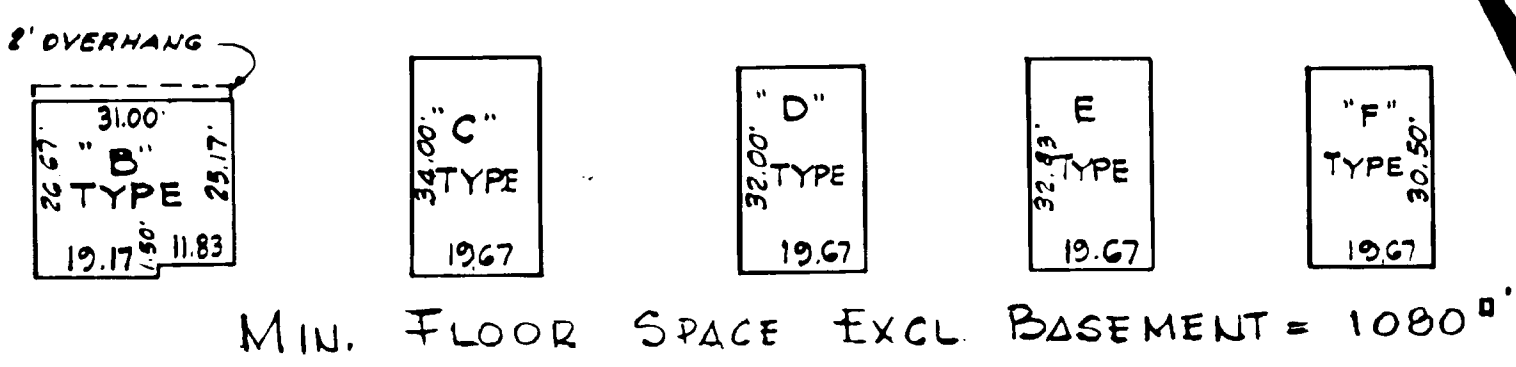 2' OVERHANG
31.00'
26.67'
"B"
TYPE
25.17'
19.17
1.50'
11.83
34.00'
"C"
TYPE
19.67
32.00'
"D"
TYPE
19.67
E
TYPE
19.67
"F"
TYPE
30.50'
19.67
MIN. FLOOR SPACE EXCL. BASEMENT = 1080 □'